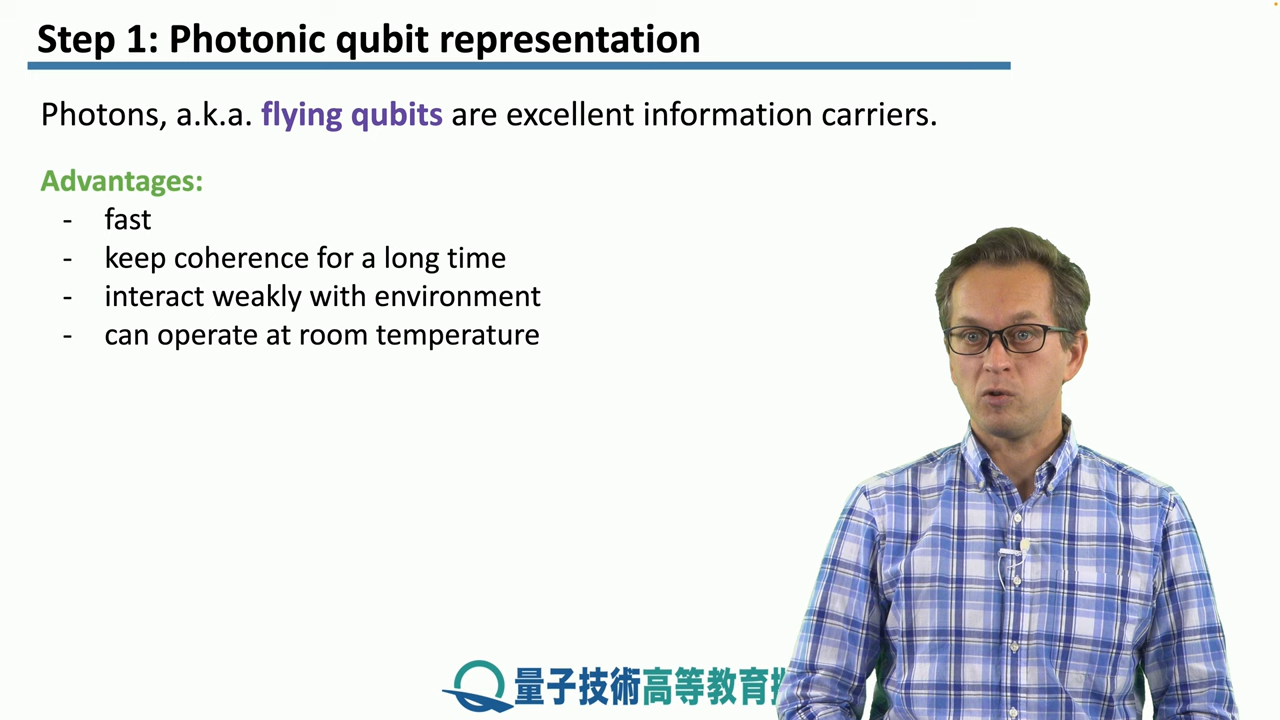 Step 1: Photonic qubit representation
Photons, a.k.a. flying qubits are excellent information carriers.
Advantages:
- fast
- keep coherence for a long time
- interact weakly with environment
- can operate at room temperature
量子技術高等教育